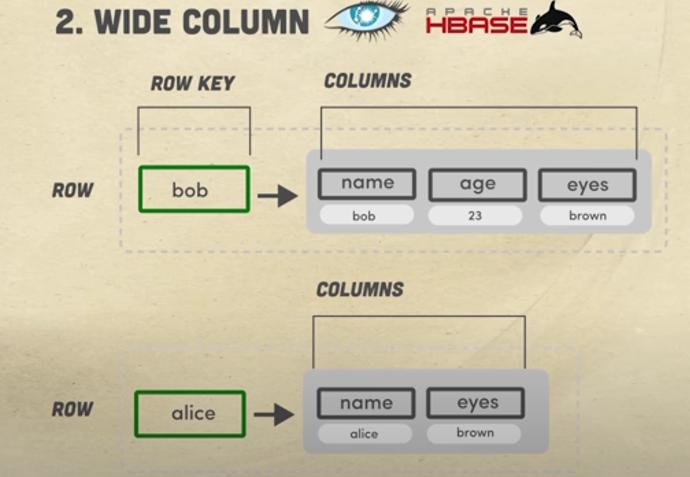 2. WIDE COLUMN
APACHE
HBASE
ROW KEY
COLUMNS
ROW
bob
name
age
eyes
bob
23
brown
COLUMNS
ROW
alice
name
eyes
alice
brown